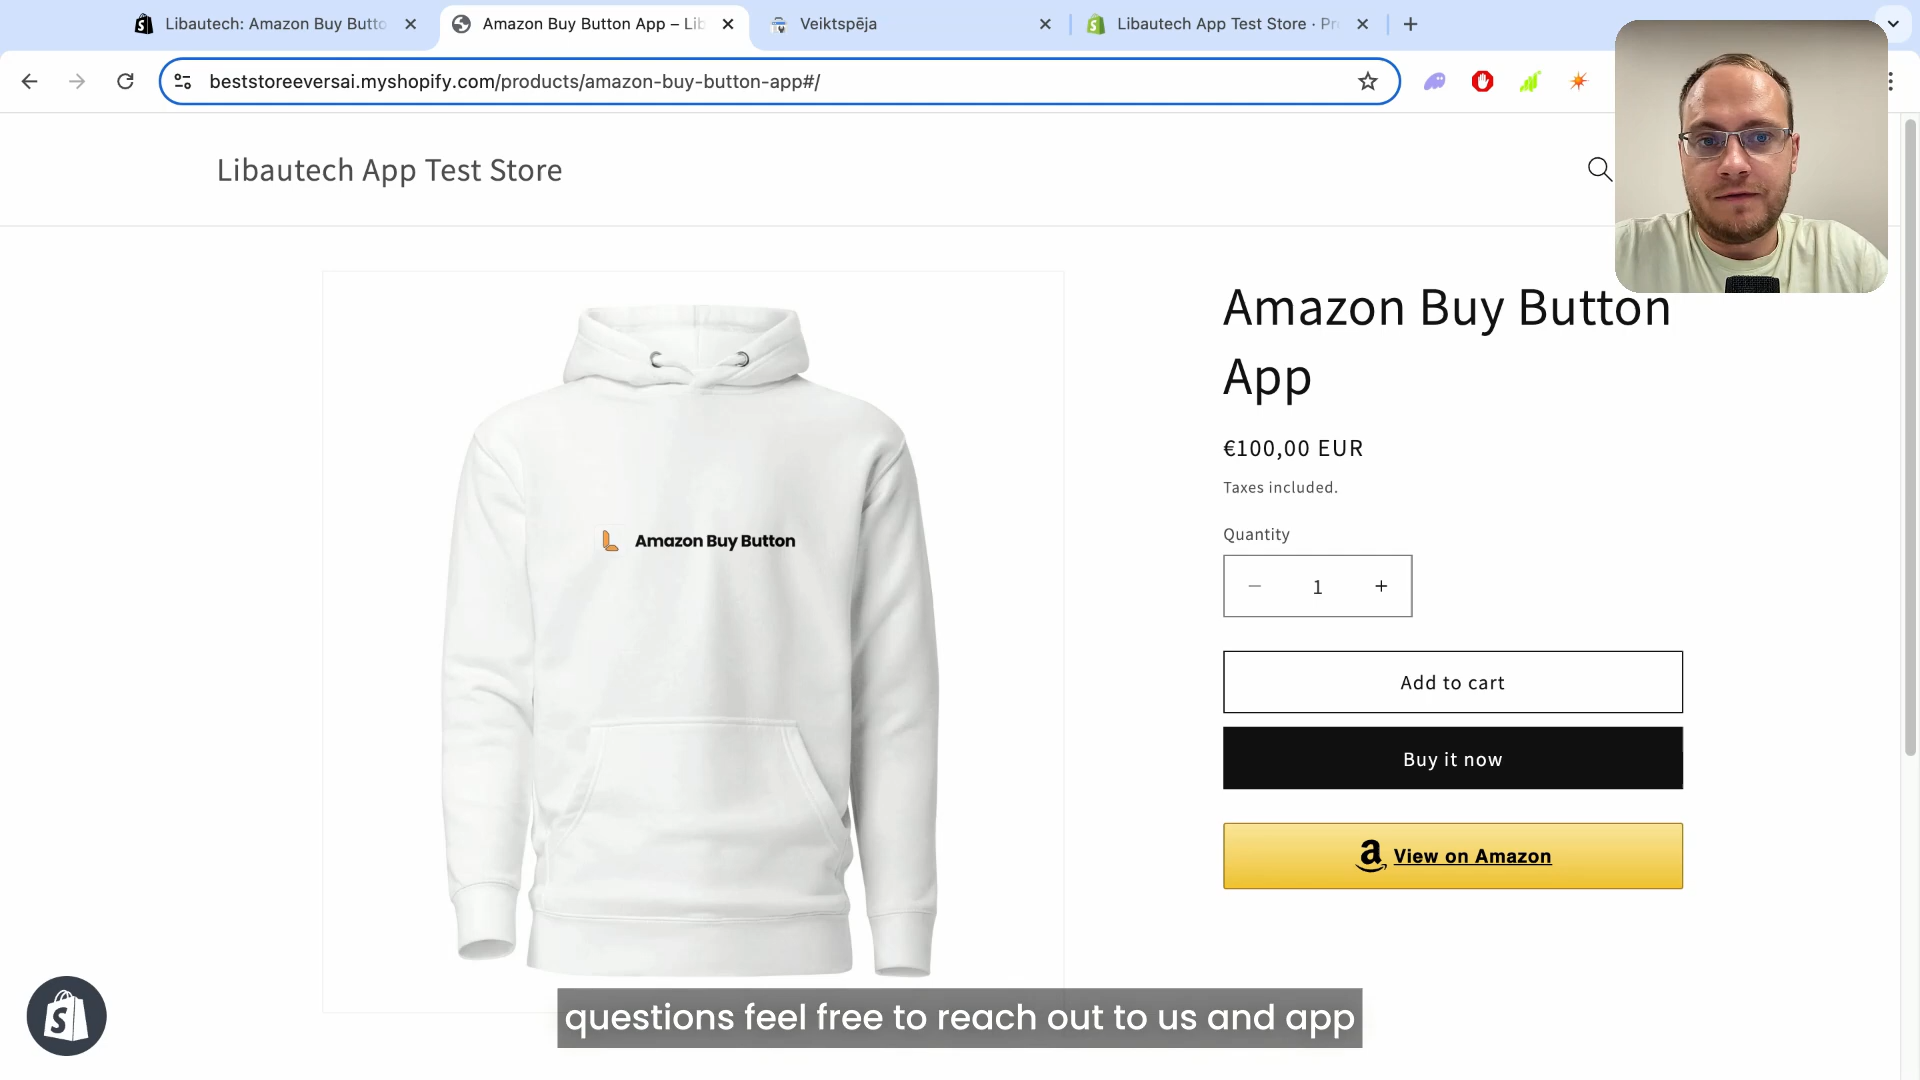 Libautech: Amazon Buy Butto
Amazon Buy Button App – Lib
Veiktspēja
Libautech App Test Store · Pr
beststoreeversai.myshopify.com/products/amazon-buy-button-app#/
Libautech App Test Store
Amazon Buy Button
App
€100,00 EUR
Taxes included.
Quantity
1
Add to cart
Buy it now
a View on Amazon
Amazon Buy Button
questions feel free to reach out to us and app